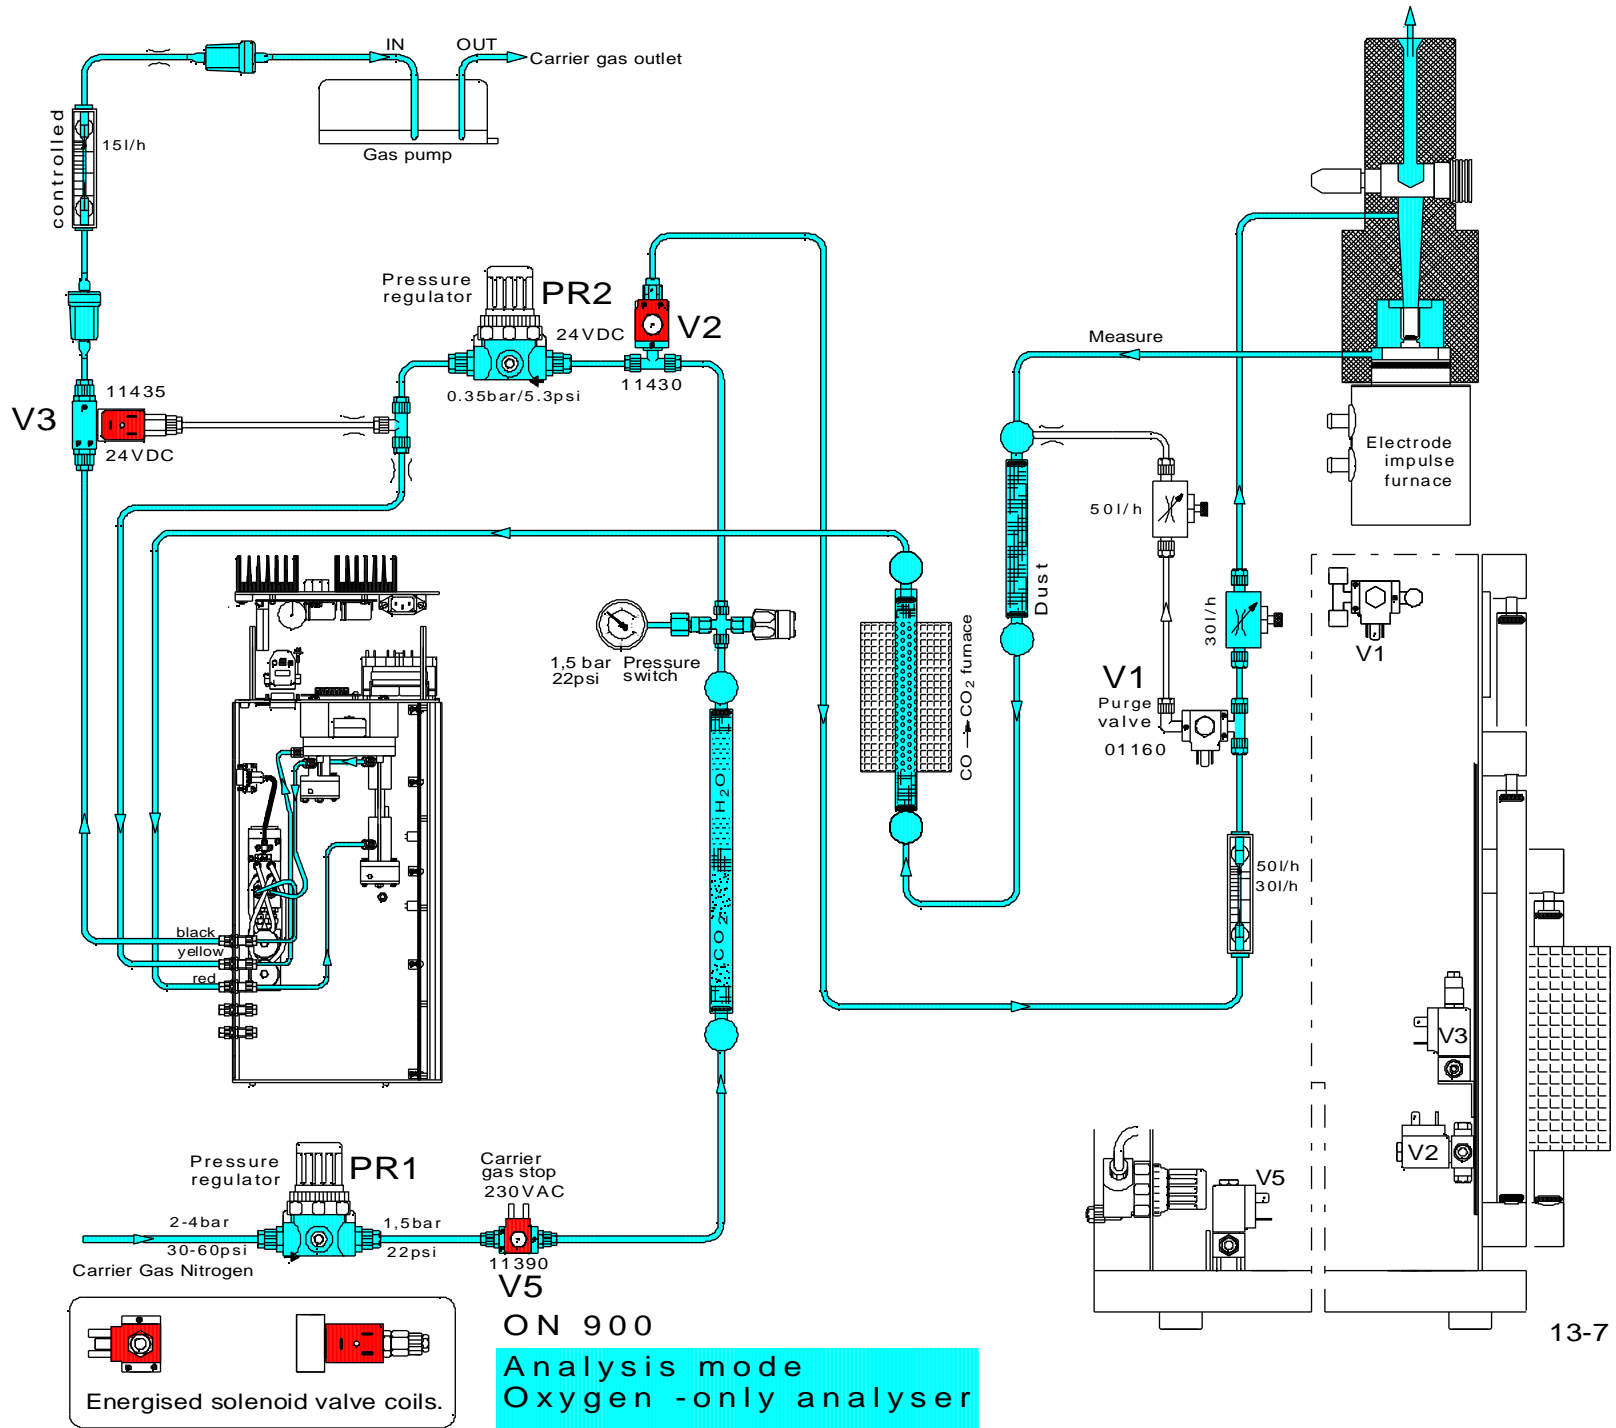 IN
OUT
Carrier gas outlet
Gas pump
controlled
15l/h
Pressure
regulator
PR2
24VDC
0.35bar/5.3psi
V2
11430
V3
11435
24VDC
Measure
Electrode
impulse
furnace
50l/h
Dust
30l/h
V1
Purge
valve
01160
V1
1,5 bar
22psi
Pressure
switch
CO → CO₂ furnace
H₂O
CO₂
50l/h
30l/h
black
yellow
red
V3
V2
V5
Pressure
regulator
PR1
Carrier
gas stop
230VAC
2-4bar
30-60psi
1,5bar
22psi
Carrier Gas Nitrogen
11390
V5
ON 900
Analysis mode
Oxygen -only analyser
Energised solenoid valve coils.
13-7